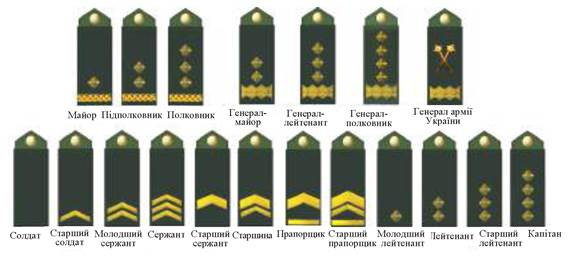 Майор Підполковник Полковник Генерал-майор Генерал-лейтенант Генерал-полковник Генерал армії України
Солдат Старший солдат Молодший сержант Сержант Старший сержант Старшина Прапорщик Старший прапорщик Молодший лейтенант Лейтенант Старший лейтенант Капітан